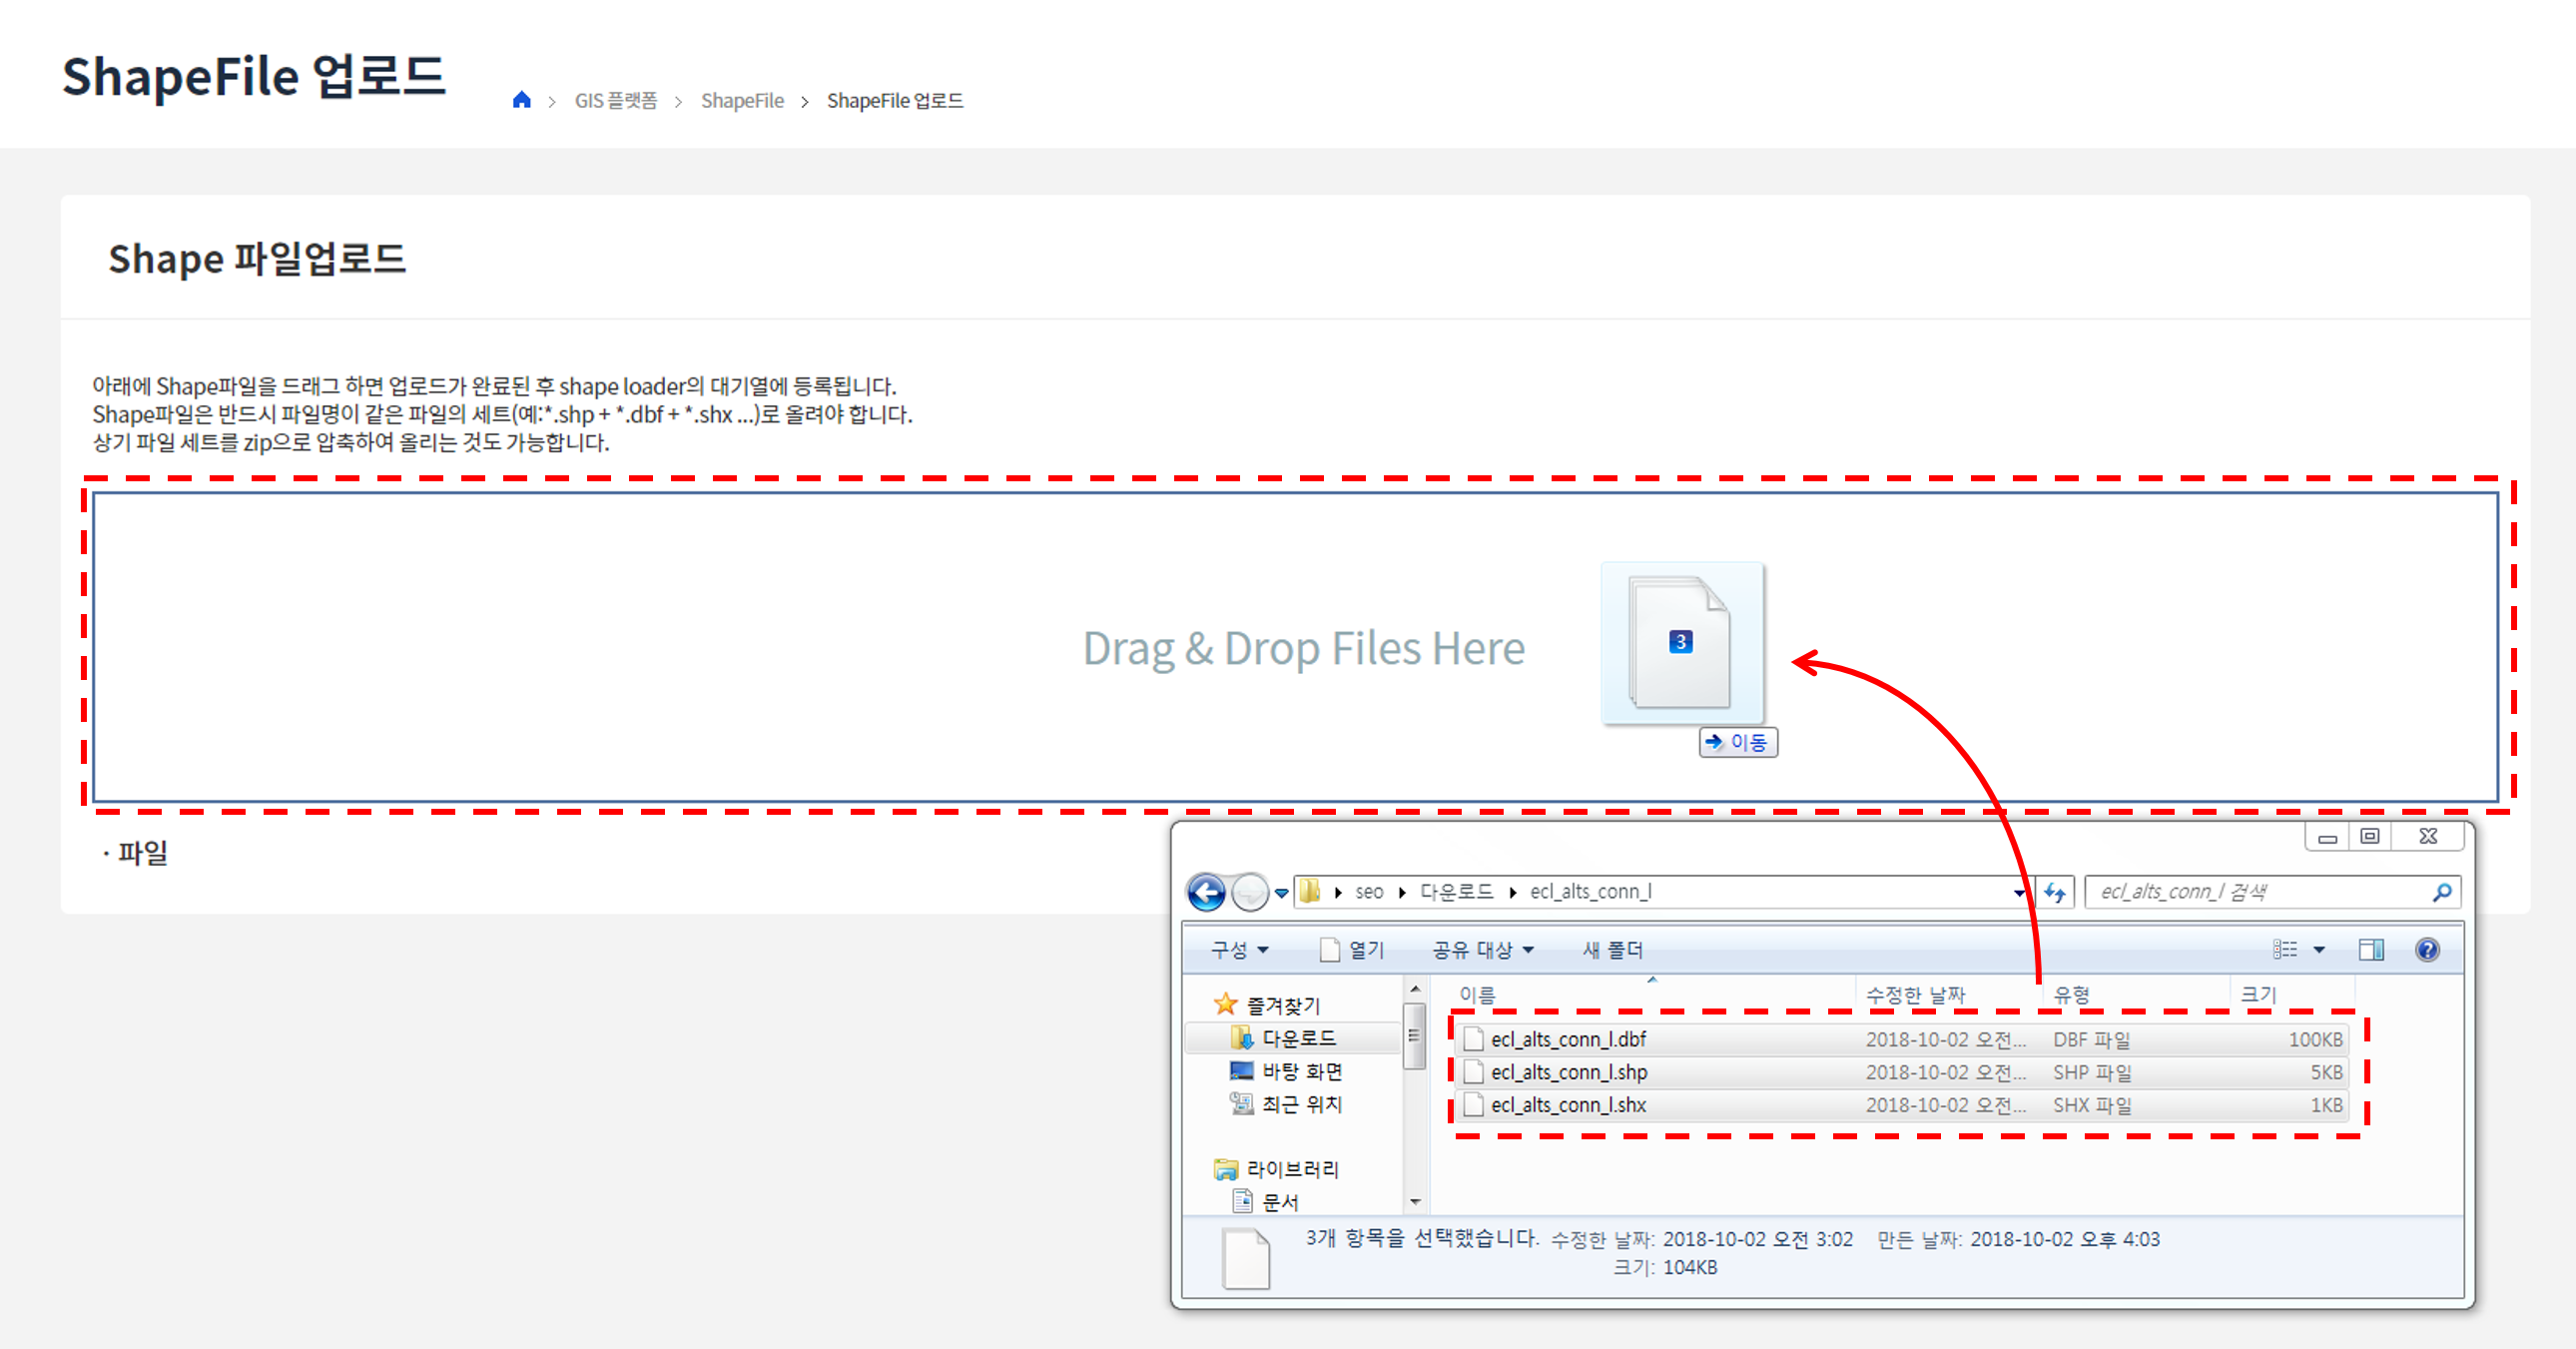 ShapeFile 업로드
GIS 플랫폼 > ShapeFile > ShapeFile 업로드
Shape 파일업로드
아래에 Shape파일을 드래그 하면 업로드가 완료된 후 shape loader의 대기열에 등록됩니다.
Shape파일은 반드시 파일명이 같은 파일의 세트(예:*.shp + *.dbf + *.shx ...)로 올려야 합니다.
상기 파일 세트를 zip으로 압축하여 올리는 것도 가능합니다.
Drag & Drop Files Here
3
이동
· 파일
seo 다운로드 ecl_alts_conn_l
ecl_alts_conn_l 검색
구성 열기 공유 대상 새 폴더
즐겨찾기
다운로드
바탕 화면
최근 위치
라이브러리
문서
이름 수정한 날짜 유형 크기
ecl_alts_conn_l.dbf 2018-10-02 오전... DBF 파일 100KB
ecl_alts_conn_l.shp 2018-10-02 오전... SHP 파일 5KB
ecl_alts_conn_l.shx 2018-10-02 오전... SHX 파일 1KB
3개 항목을 선택했습니다. 수정한 날짜: 2018-10-02 오전 3:02 만든 날짜: 2018-10-02 오후 4:03
크기: 104KB